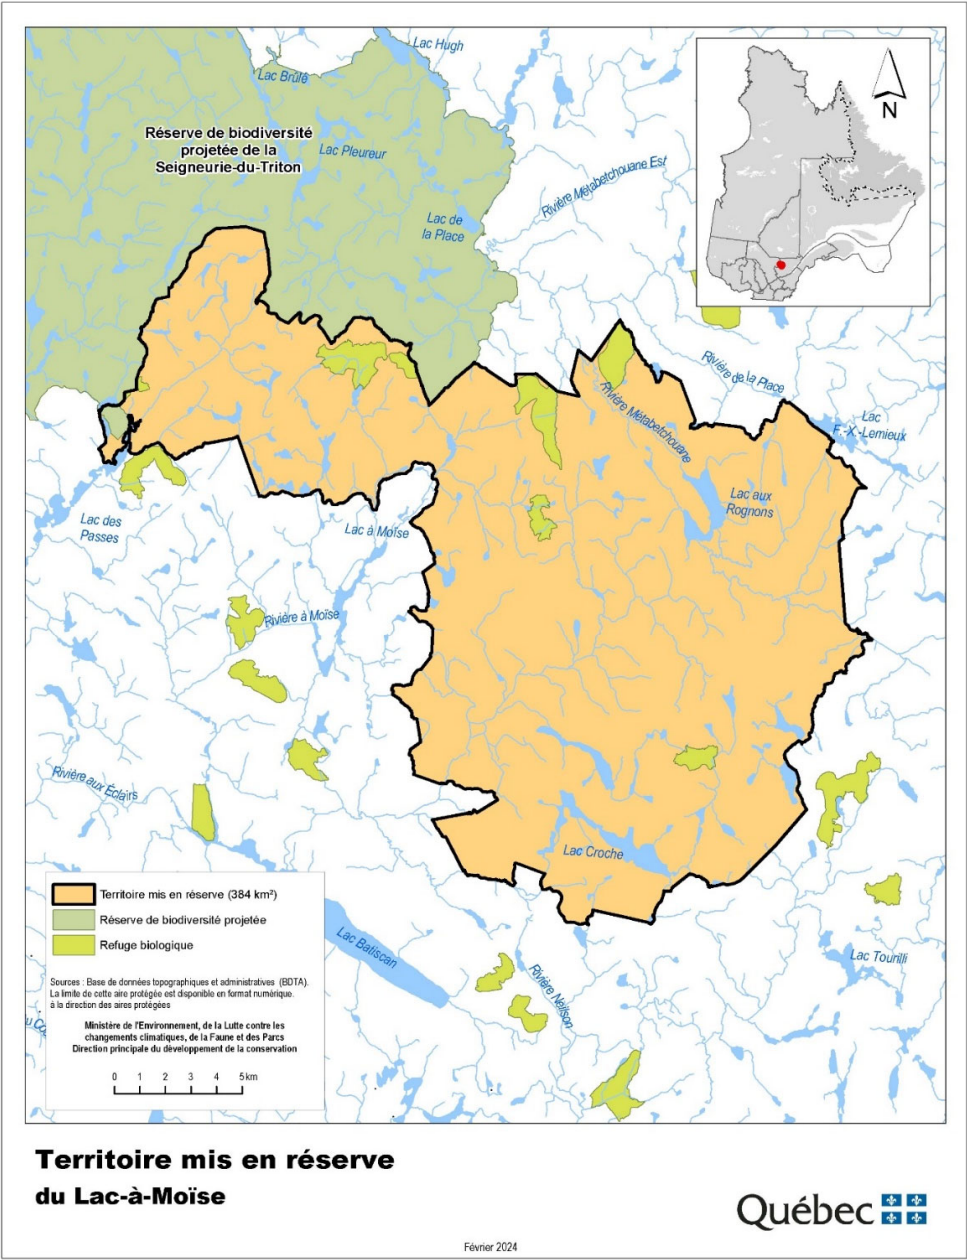 Lac Hugh
Lac Brûlé
Réserve de biodiversité
projetée de la
Seigneurie-du-Triton
Lac Pleureur
Rivière Métabetchouane Est
Lac de
la Place
N
Rivière de la Place
Rivière Métabetchouane
Lac
F.-X.-Lemieux
Lac aux
Rognons
Lac des
Passes
Lac à Moïse
Rivière à Moïse
Rivière aux Éclairs
Lac Croche
Territoire mis en réserve (384 km²)
Réserve de biodiversité projetée
Refuge biologique
Lac Batiscan
Rivière Neilson
Lac Tourilli
Sources : Base de données topographiques et administratives (BDTA).
La limite de cette aire protégée est disponible en format numérique
à la direction des aires protégées
Ministère de l'Environnement, de la Lutte contre les
changements climatiques, de la Faune et des Parcs
Direction principale du développement de la conservation
0 1 2 3 4 5 km
Territoire mis en réserve
du Lac-à-Moïse
Québec
Février 2024